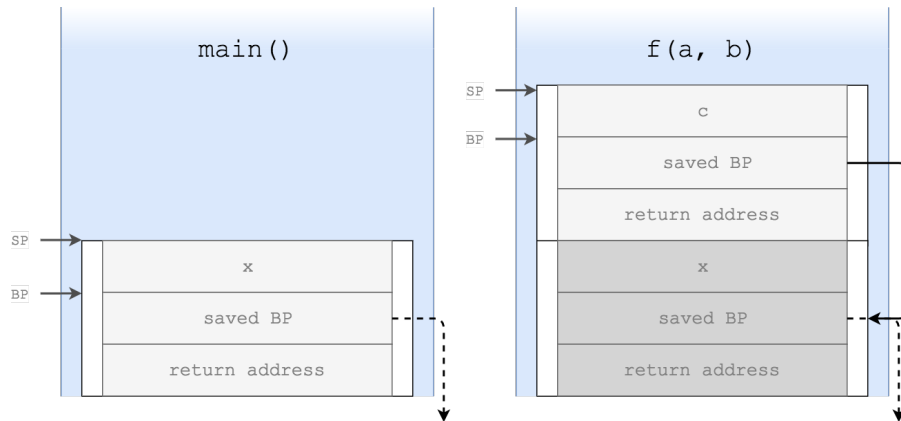 main()
SP
BP
x
saved BP
return address
f(a, b)
SP
BP
c
saved BP
return address
x
saved BP
return address